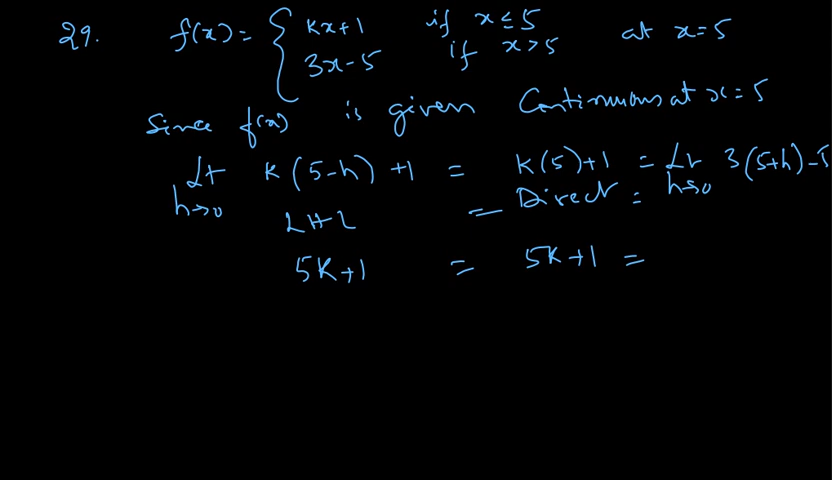 29. f(x) = { kx+1 if x ≤ 5 at x=5
3x-5 if x > 5
Since f(x) is given Continuous at x=5
Lt k(5-h)+1 = k(5)+1 = Lt 3(5+h)-5
h→0 h→0
LHL = Direct =
5k+1 = 5k+1 =